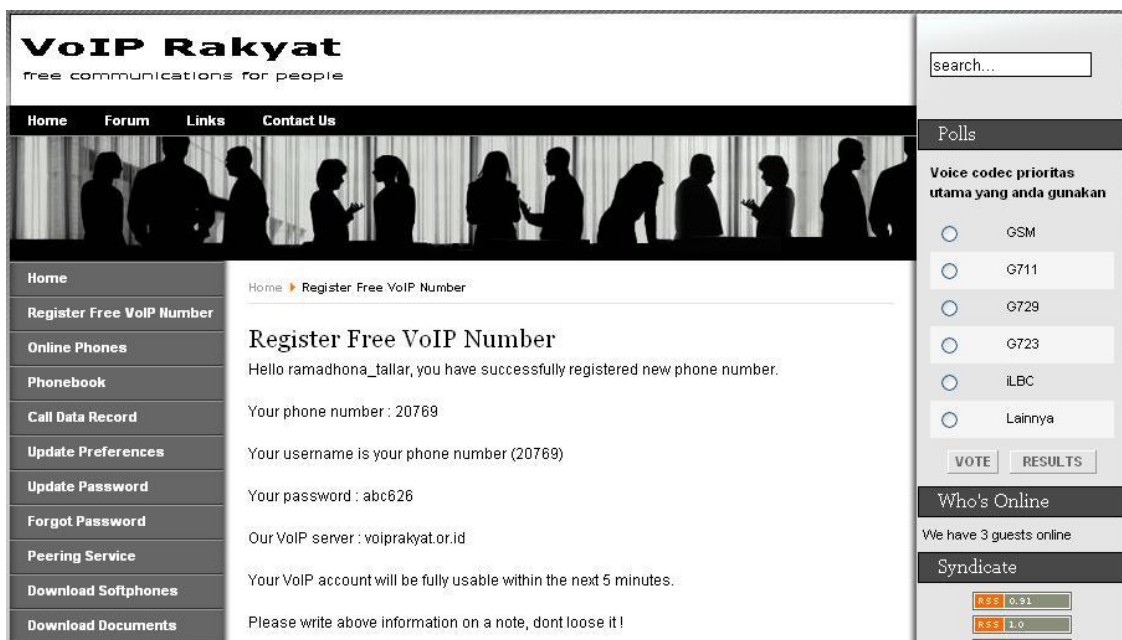 VoIP Rakyat
free communications for people
search...
Home Forum Links Contact Us
Polls
Voice codec prioritas
utama yang anda gunakan
GSM
G711
G729
G723
iLBC
Lainnya
VOTE RESULTS
Who's Online
We have 3 guests online
Syndicate
RSS 0.91
RSS 1.0
Home
Register Free VoIP Number
Online Phones
Phonebook
Call Data Record
Update Preferences
Update Password
Forgot Password
Peering Service
Download Softphones
Download Documents
Home Register Free VoIP Number
Register Free VoIP Number
Hello ramadhona_tallar, you have successfully registered new phone number.
Your phone number : 20769
Your username is your phone number (20769)
Your password : abc626
Our VoIP server : voiprakyat.or.id
Your VoIP account will be fully usable within the next 5 minutes.
Please write above information on a note, dont loose it !